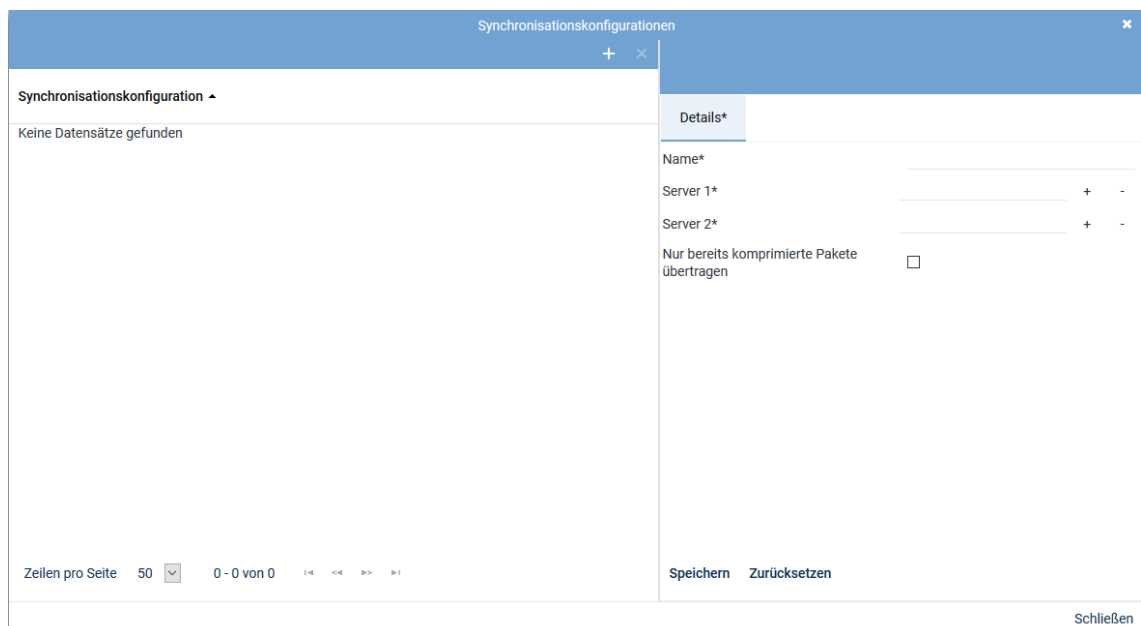 Synchronisationskonfigurationen
Synchronisationskonfiguration
Keine Datensätze gefunden
Details*
Name*
Server 1*
+ -
Server 2*
+ -
Nur bereits komprimierte Pakete
übertragen
Zeilen pro Seite 50 0 - 0 von 0
Speichern Zurücksetzen
Schließen